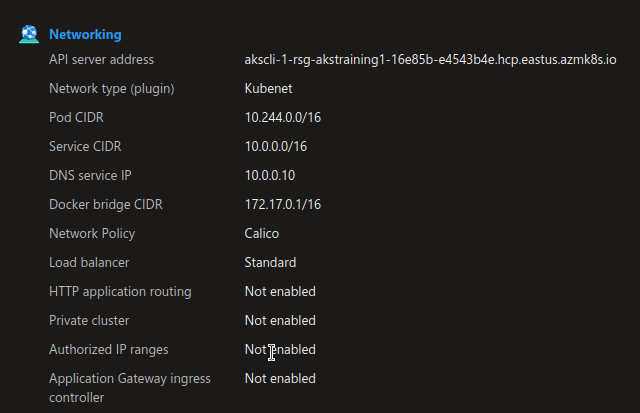 Networking
API server address akscli-1-rsg-akstraining1-16e85b-e4543b4e.hcp.eastus.azmk8s.io
Network type (plugin) Kubenet
Pod CIDR 10.244.0.0/16
Service CIDR 10.0.0.0/16
DNS service IP 10.0.0.10
Docker bridge CIDR 172.17.0.1/16
Network Policy Calico
Load balancer Standard
HTTP application routing Not enabled
Private cluster Not enabled
Authorized IP ranges Not enabled
Application Gateway ingress Not enabled
controller